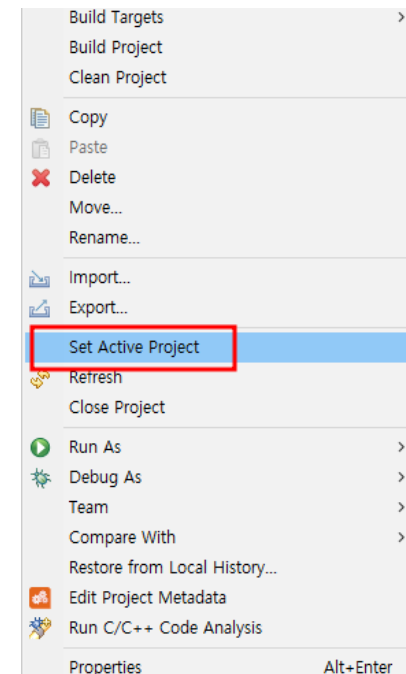 Build Targets
Build Project
Clean Project
Copy
Paste
Delete
Move...
Rename...
Import...
Export...
Set Active Project
Refresh
Close Project
Run As
Debug As
Team
Compare With
Restore from Local History...
Edit Project Metadata
Run C/C++ Code Analysis
Properties Alt+Enter